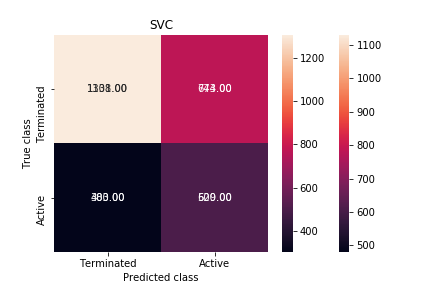 SVC
1200
1000
800
600
400
1100
1000
900
800
700
600
500
True class
Terminated
Active
Terminated
Active
Predicted class